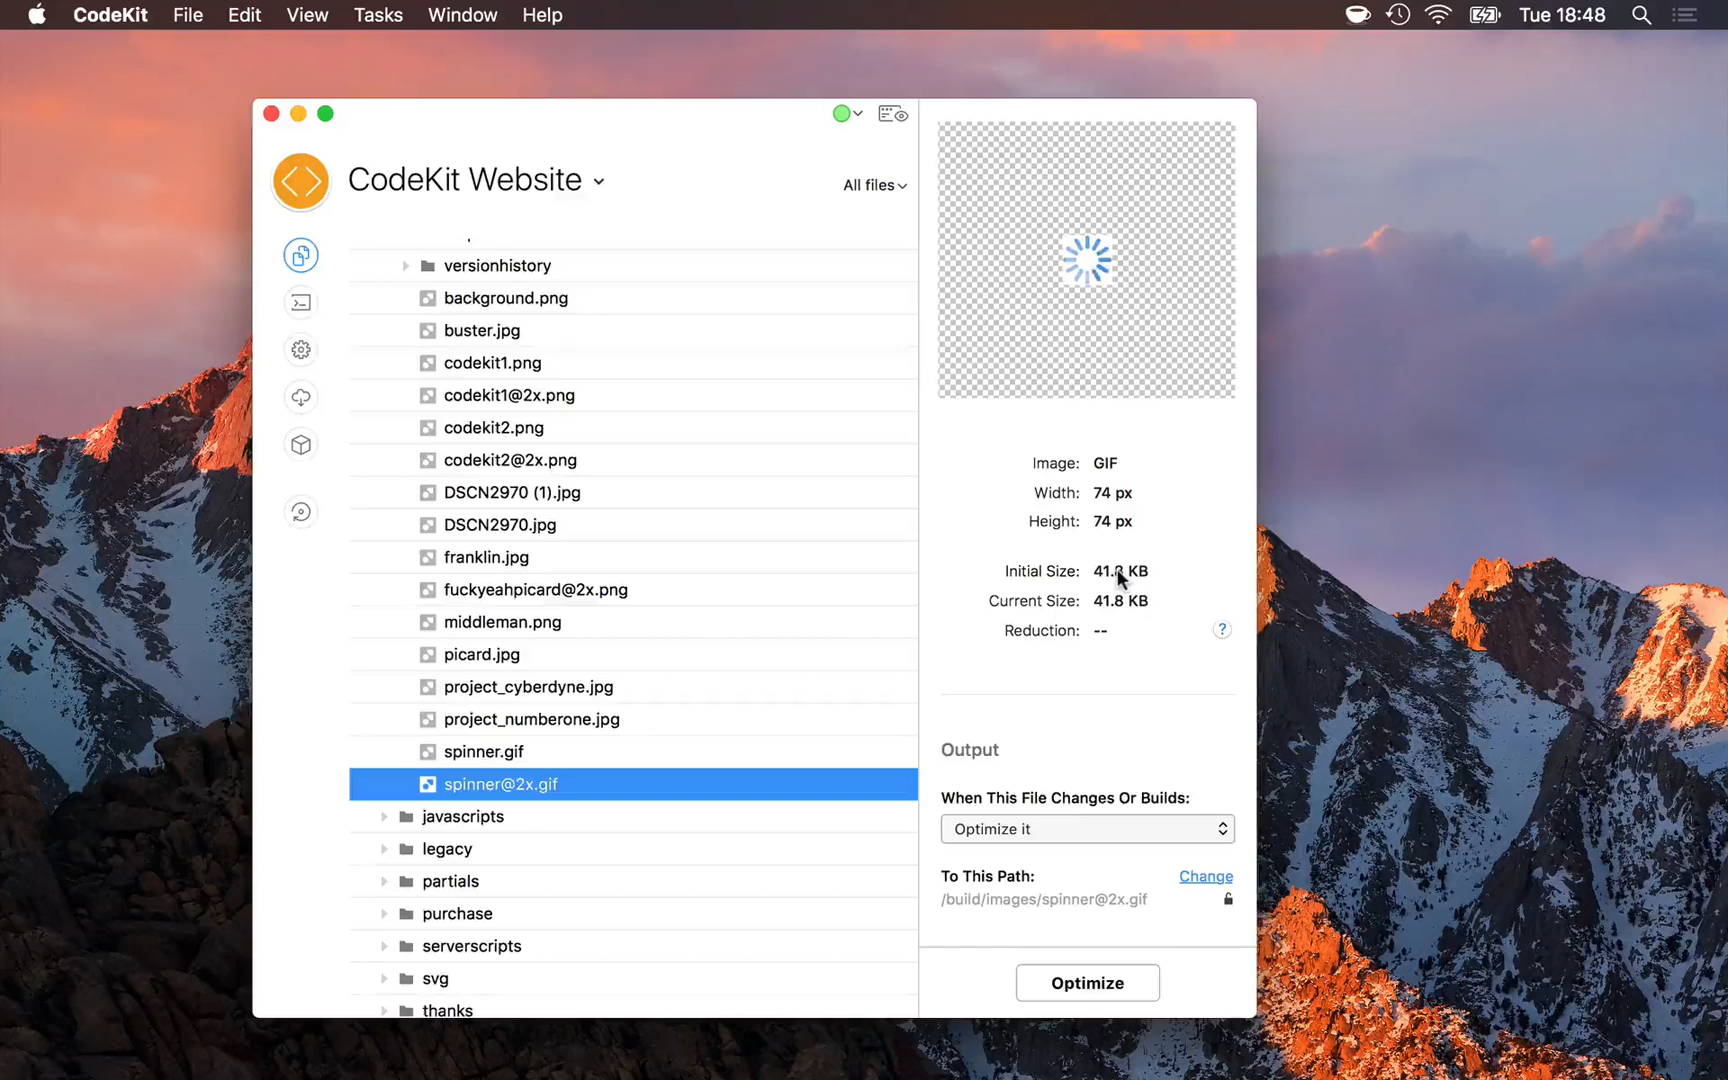 CodeKit File Edit View Tasks Window Help Tue 18:48
CodeKit Website
All files
versionhistory
background.png
buster.jpg
codekit1.png
codekit1@2x.png
codekit2.png
codekit2@2x.png
DSCN2970 (1).jpg
DSCN2970.jpg
franklin.jpg
fuckyeahpicard@2x.png
middleman.png
picard.jpg
project_cyberdyne.jpg
project_numberone.jpg
spinner.gif
spinner@2x.gif
javascripts
legacy
partials
purchase
serverscripts
svg
thanks
Image: GIF
Width: 74 px
Height: 74 px
Initial Size: KB
Current Size: 41.8 KB
Reduction: -- ?
Output
When This File Changes Or Builds:
Optimize it
To This Path: Change
/build/images/spinner@2x.gif
Optimize